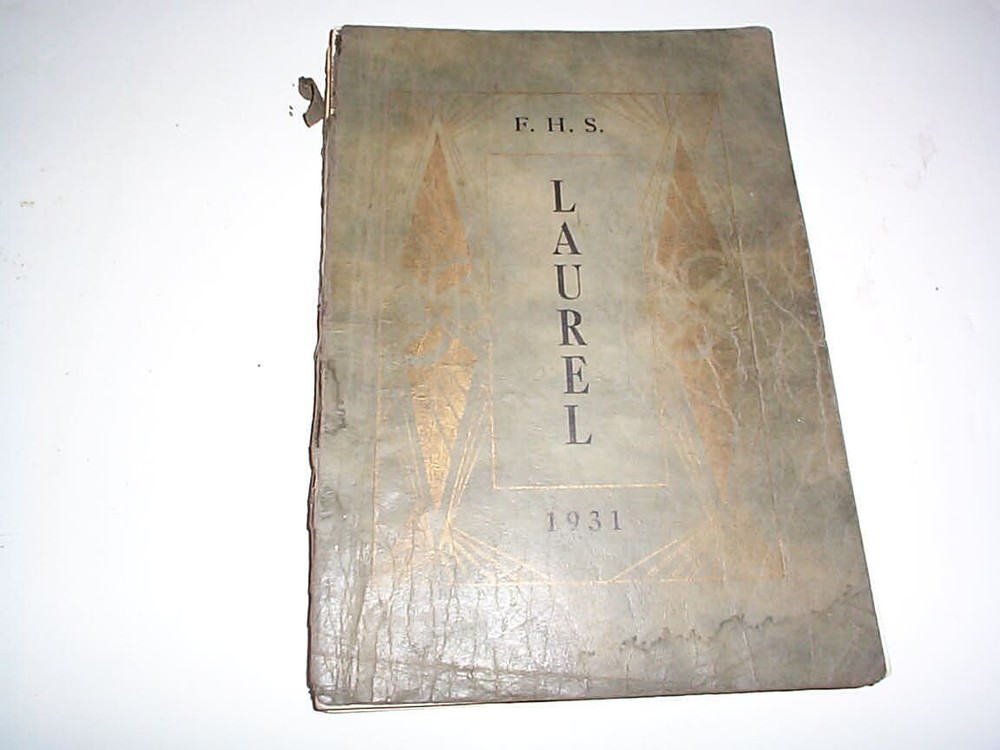 F. H. S.
LAUREL
1931